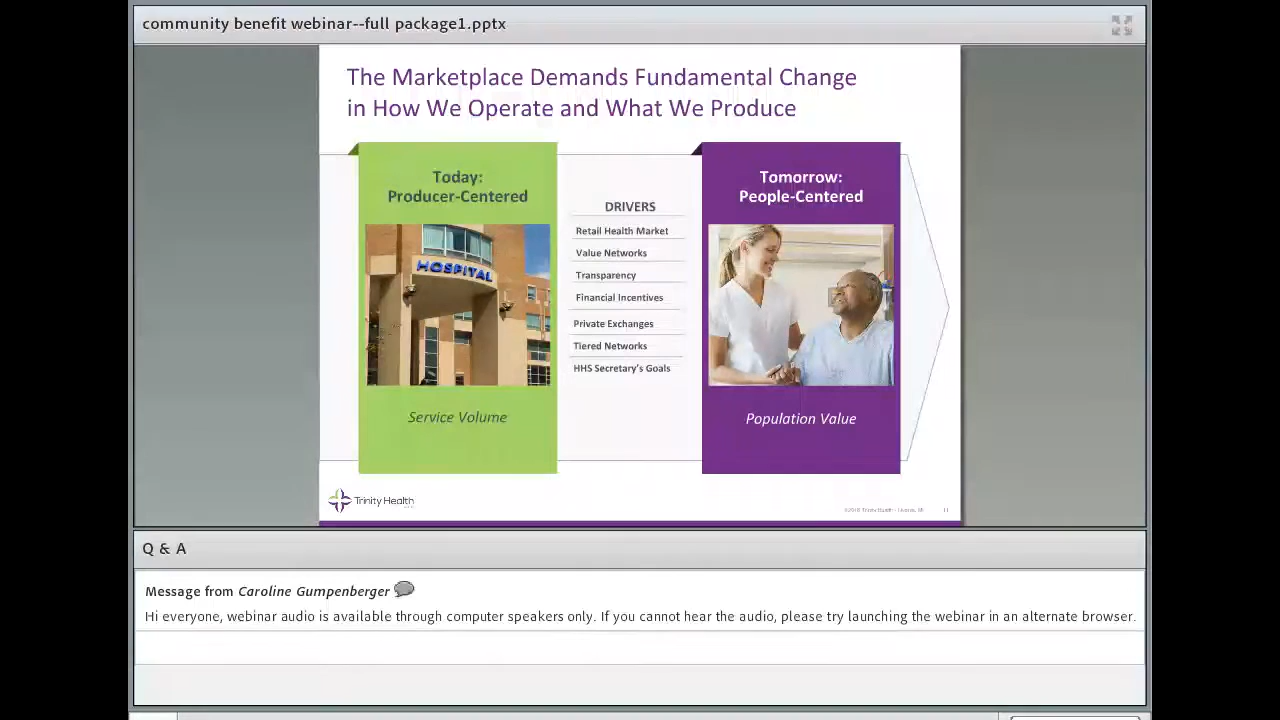 community benefit webinar--full package1.pptx
The Marketplace Demands Fundamental Change
in How We Operate and What We Produce
Today:
Producer-Centered
HOSPITAL
Service Volume
DRIVERS
Retail Health Market
Value Networks
Transparency
Financial Incentives
Private Exchanges
Tiered Networks
HHS Secretary's Goals
Tomorrow:
People-Centered
Population Value
Trinity Health
11
Q & A
Message from Caroline Gumpenberger
Hi everyone, webinar audio is available through computer speakers only. If you cannot hear the audio, please try launching the webinar in an alternate browser.